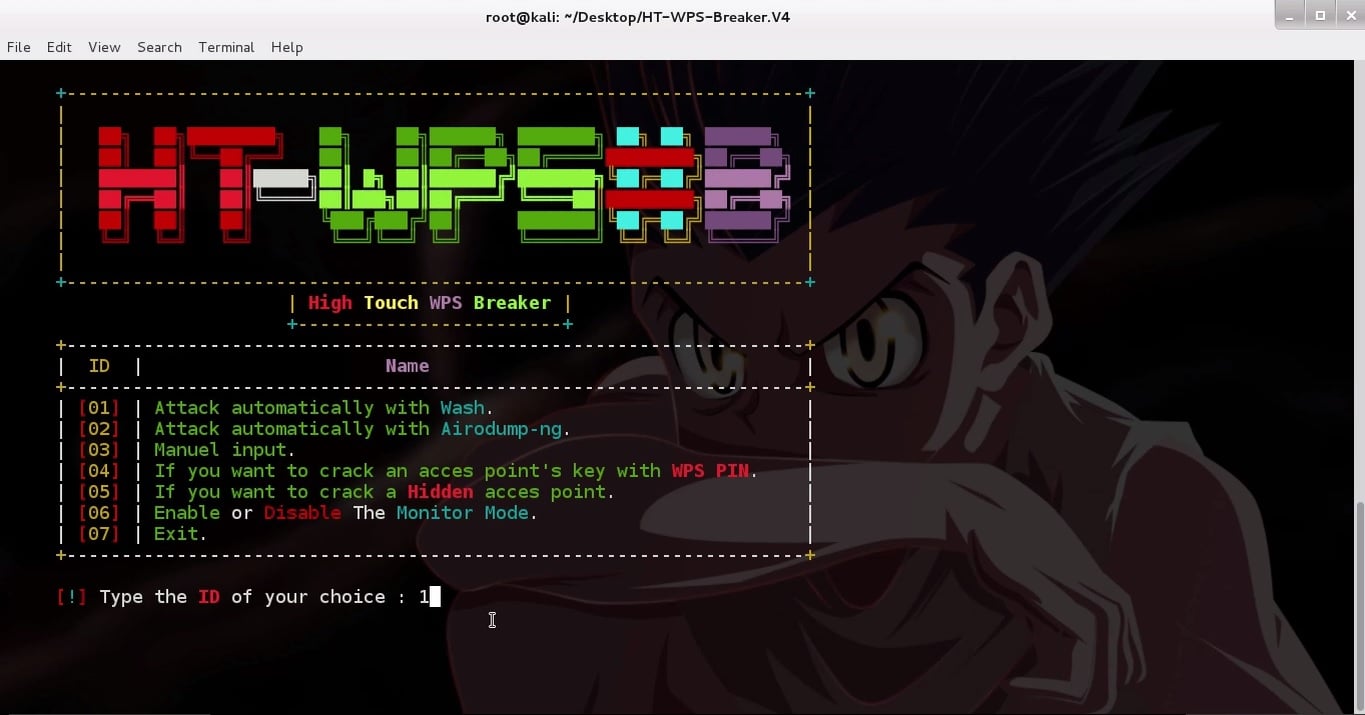 root@kali: ~/Desktop/HT-WPS-Breaker.V4
File Edit View Search Terminal Help
HT-WPS#B
| High Touch WPS Breaker |
| ID | Name |
| [01] | Attack automatically with Wash. |
| [02] | Attack automatically with Airodump-ng. |
| [03] | Manuel input. |
| [04] | If you want to crack an acces point's key with WPS PIN. |
| [05] | If you want to crack a Hidden acces point. |
| [06] | Enable or Disable The Monitor Mode. |
| [07] | Exit. |
[!] Type the ID of your choice : 1